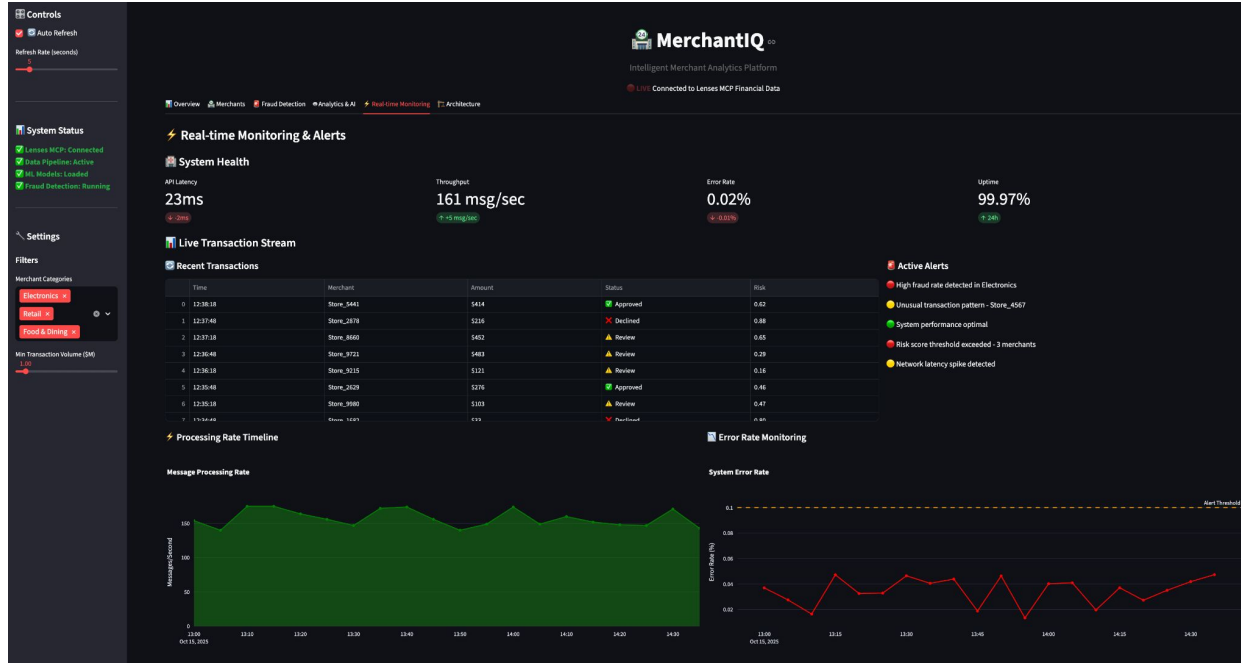 Controls
Auto Refresh
Refresh Rate (seconds)
5
System Status
Lenses MCP: Connected
Data Pipeline: Active
ML Models: Loaded
Fraud Detection: Running
Settings
Filters
Merchant Categories
Electronics ×
Retail ×
Food & Dining ×
Min Transaction Volume ($M)
1.00
24 MerchantIQ
Intelligent Merchant Analytics Platform
LIVE Connected to Lenses MCP Financial Data
Overview Merchants Fraud Detection Analytics & AI Real-time Monitoring Architecture
Real-time Monitoring & Alerts
System Health
API Latency Throughput Error Rate Uptime
23ms 161 msg/sec 0.02% 99.97%
↓ -2ms ↑ +5 msg/sec ↓ -0.01% ↑ 24h
Live Transaction Stream
Recent Transactions
Time Merchant Amount Status Risk
0 12:38:18 Store_5441 $414 Approved 0.62
1 12:37:48 Store_2878 $216 Declined 0.88
2 12:37:18 Store_8660 $452 Review 0.65
3 12:36:48 Store_9721 $483 Review 0.29
4 12:36:18 Store_9215 $121 Review 0.16
5 12:35:48 Store_2629 $276 Approved 0.46
6 12:35:18 Store_9980 $103 Review 0.47
7 12:34:48 Declined
Active Alerts
High fraud rate detected in Electronics
Unusual transaction pattern - Store_4567
System performance optimal
Risk score threshold exceeded - 3 merchants
Network latency spike detected
Processing Rate Timeline
Message Processing Rate
Messages/Second
150
100
50
0
13:00 13:10 13:20 13:30 13:40 13:50 14:00 14:10 14:20 14:30
Oct 15, 2025
Error Rate Monitoring
System Error Rate
Alert Threshold
Error Rate (%)
0.1
0.08
0.06
0.04
0.02
13:00 13:15 13:30 13:45 14:00 14:15 14:30
Oct 15, 2025